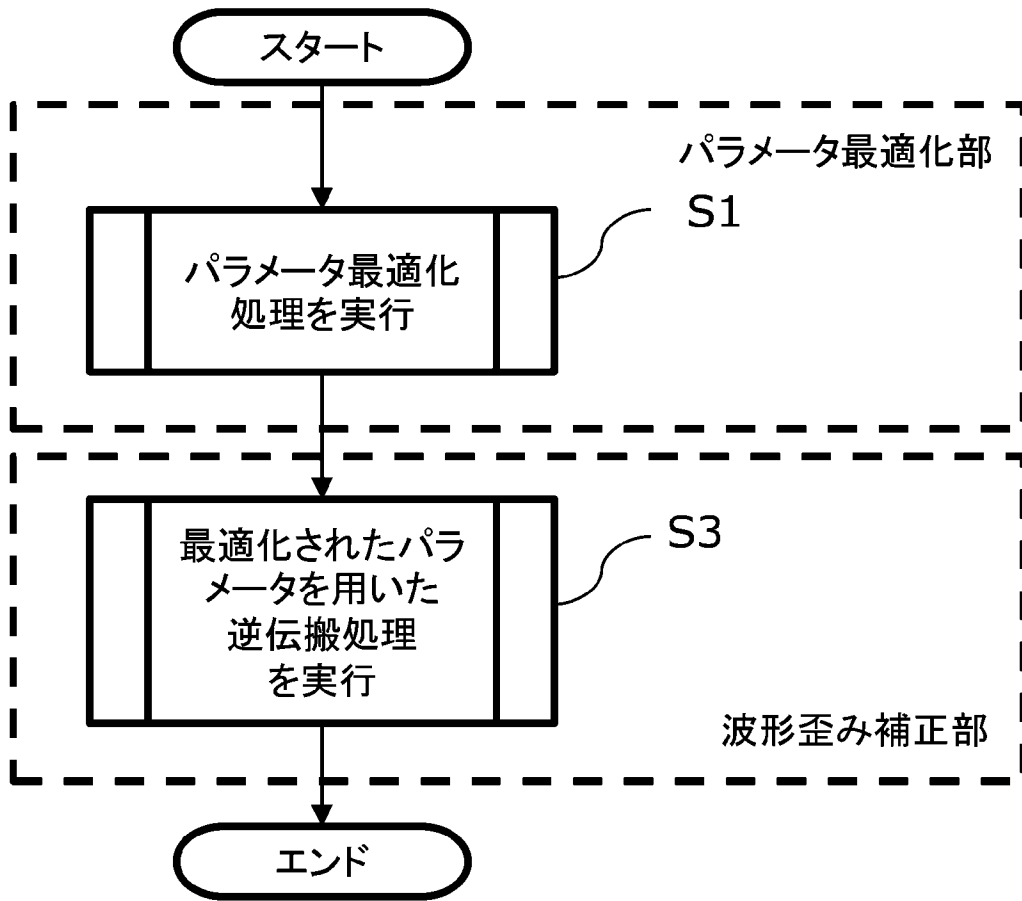 スタート
パラメータ最適化部
S1
パラメータ最適化
処理を実行
S3
最適化されたパラ
メータを用いた
逆伝搬処理
を実行
波形歪み補正部
エンド